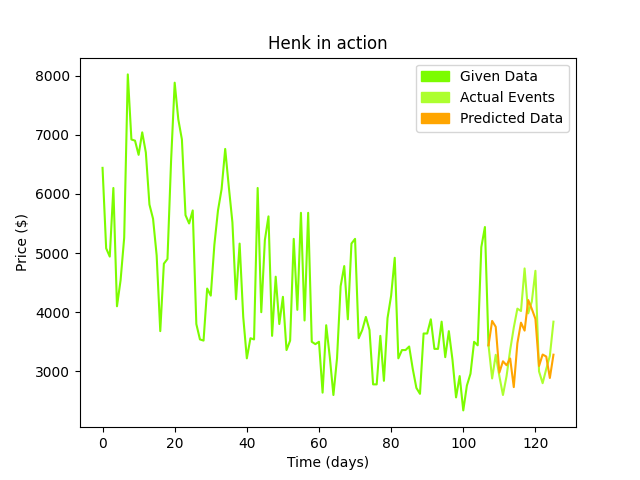 Henk in action
Given Data
Actual Events
Predicted Data
Price ($)
8000
7000
6000
5000
4000
3000
0 20 40 60 80 100 120
Time (days)